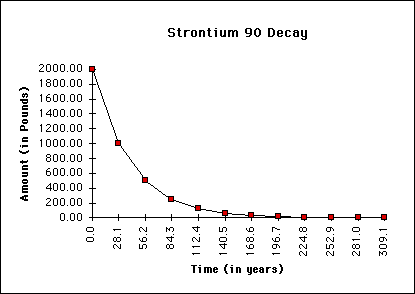 Strontium 90 Decay
Amount (in Pounds)
2000.00
1800.00
1600.00
1400.00
1200.00
1000.00
800.00
600.00
400.00
200.00
0.00
0.0 28.1 56.2 84.3 112.4 140.5 168.6 196.7 224.8 252.9 281.0 309.1
Time (in years)